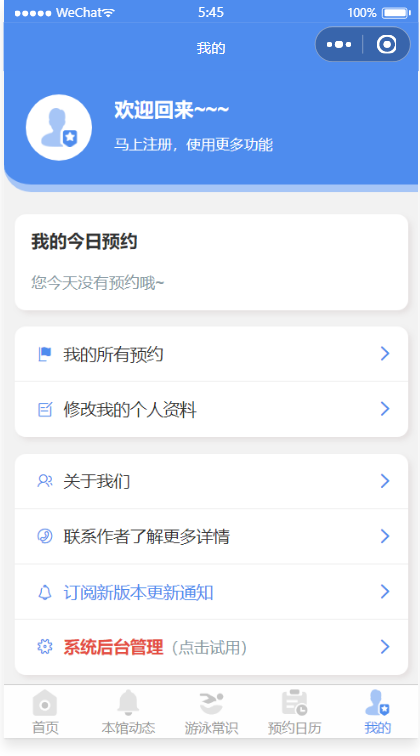 WeChat 5:45 100%
我的
欢迎回来~~~
马上注册，使用更多功能
我的今日预约
您今天没有预约哦~
我的所有预约
修改我的个人资料
关于我们
联系作者了解更多详情
订阅新版本更新通知
系统后台管理（点击试用）
首页 本馆动态 游泳常识 预约日历 我的